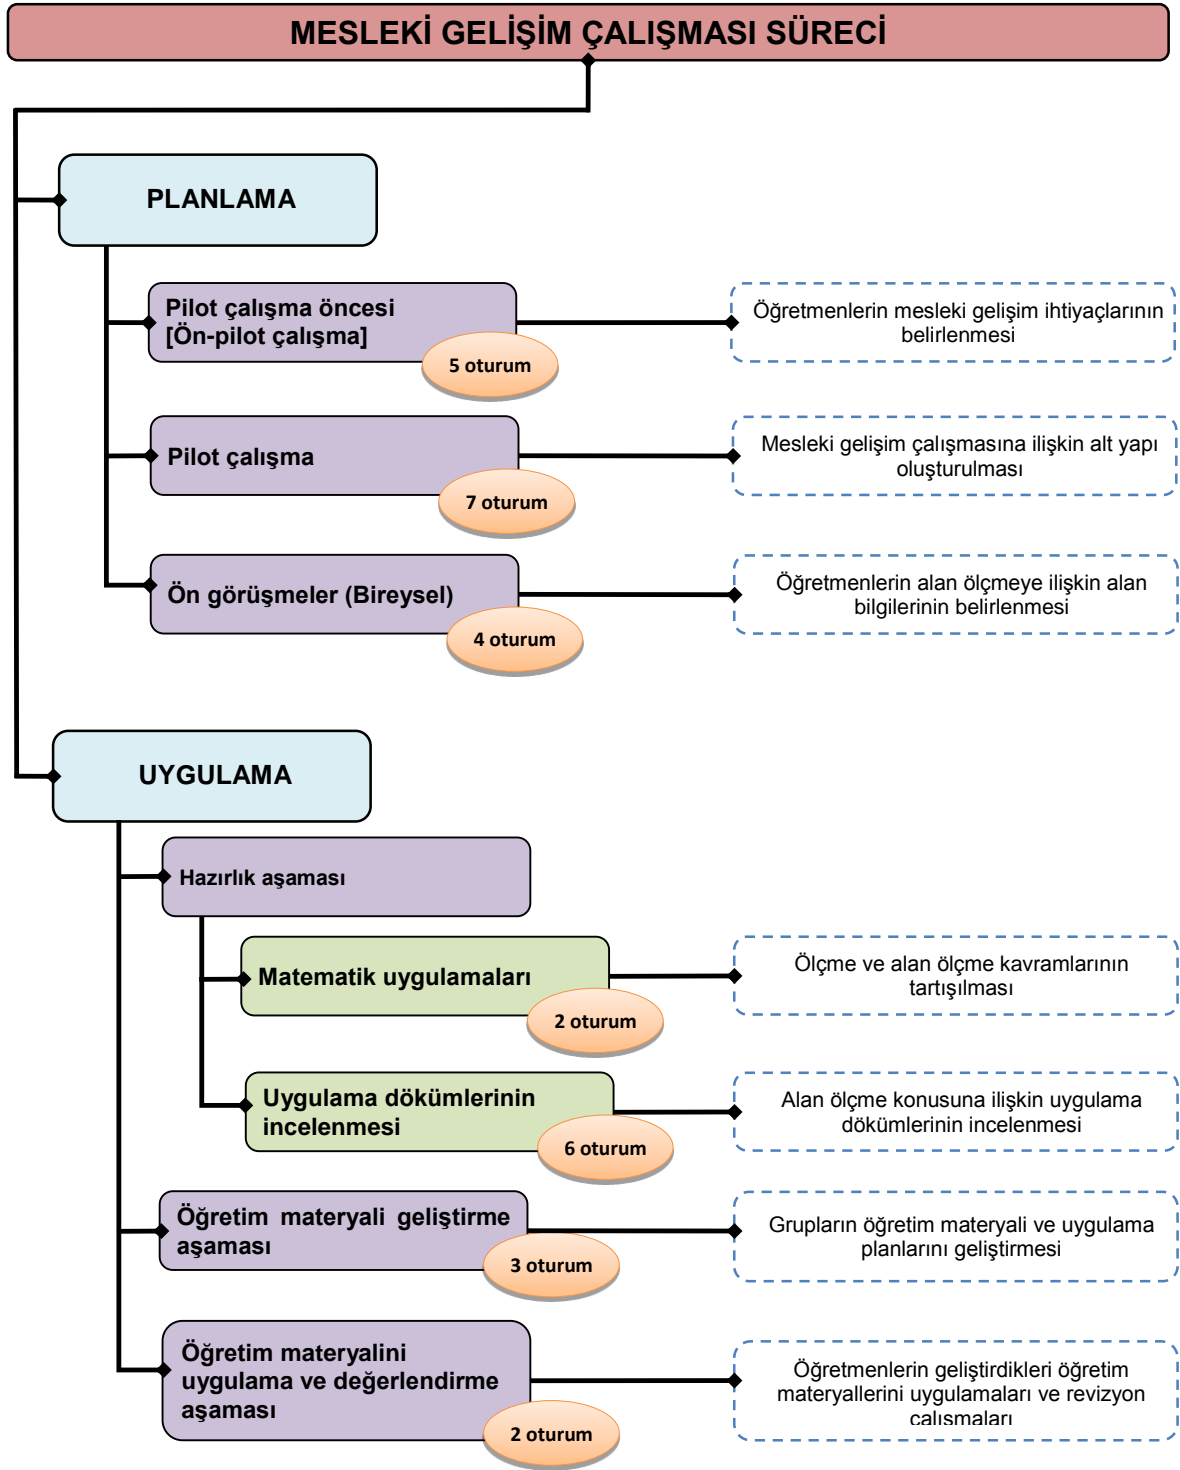 MESLEKİ GELİŞİM ÇALIŞMASI SÜRECİ
PLANLAMA
Pilot çalışma öncesi
[Ön-pilot çalışma]
5 oturum
Öğretmenlerin mesleki gelişim ihtiyaçlarının
belirlenmesi
Pilot çalışma
7 oturum
Mesleki gelişim çalışmasına ilişkin alt yapı
oluşturulması
Ön görüşmeler (Bireysel)
4 oturum
Öğretmenlerin alan ölçmeye ilişkin alan
bilgilerinin belirlenmesi
UYGULAMA
Hazırlık aşaması
Matematik uygulamaları
2 oturum
Ölçme ve alan ölçme kavramlarının
tartışılması
Uygulama dökümlerinin
incelenmesi
6 oturum
Alan ölçme konusuna ilişkin uygulama
dökümlerinin incelenmesi
Öğretim materyali geliştirme
aşaması
3 oturum
Grupların öğretim materyali ve uygulama
planlarını geliştirmesi
Öğretim materyalini
uygulama ve değerlendirme
aşaması
2 oturum
Öğretmenlerin geliştirdikleri öğretim
materyallerini uygulamaları ve revizyon
çalışmaları